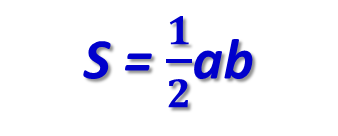 S = ½ab